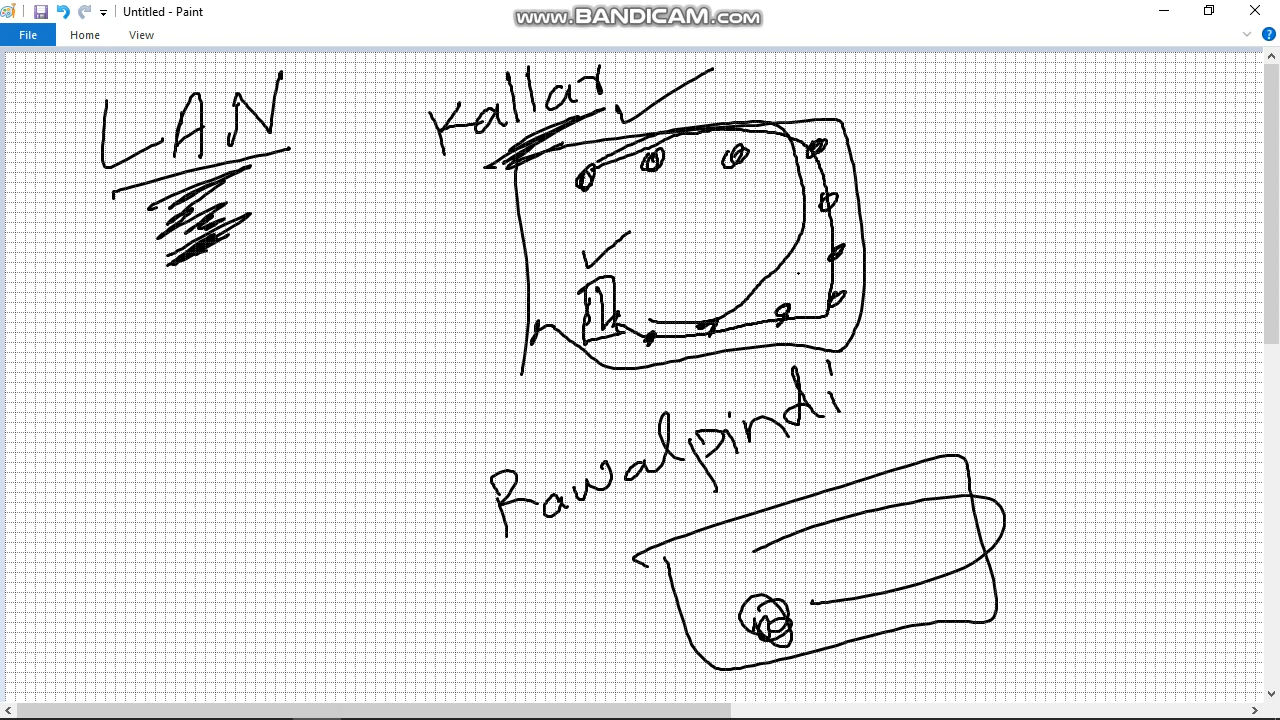 Untitled - Paint
www.BANDICAM.com
File Home View
LAN
Kallar
Rawalpindi